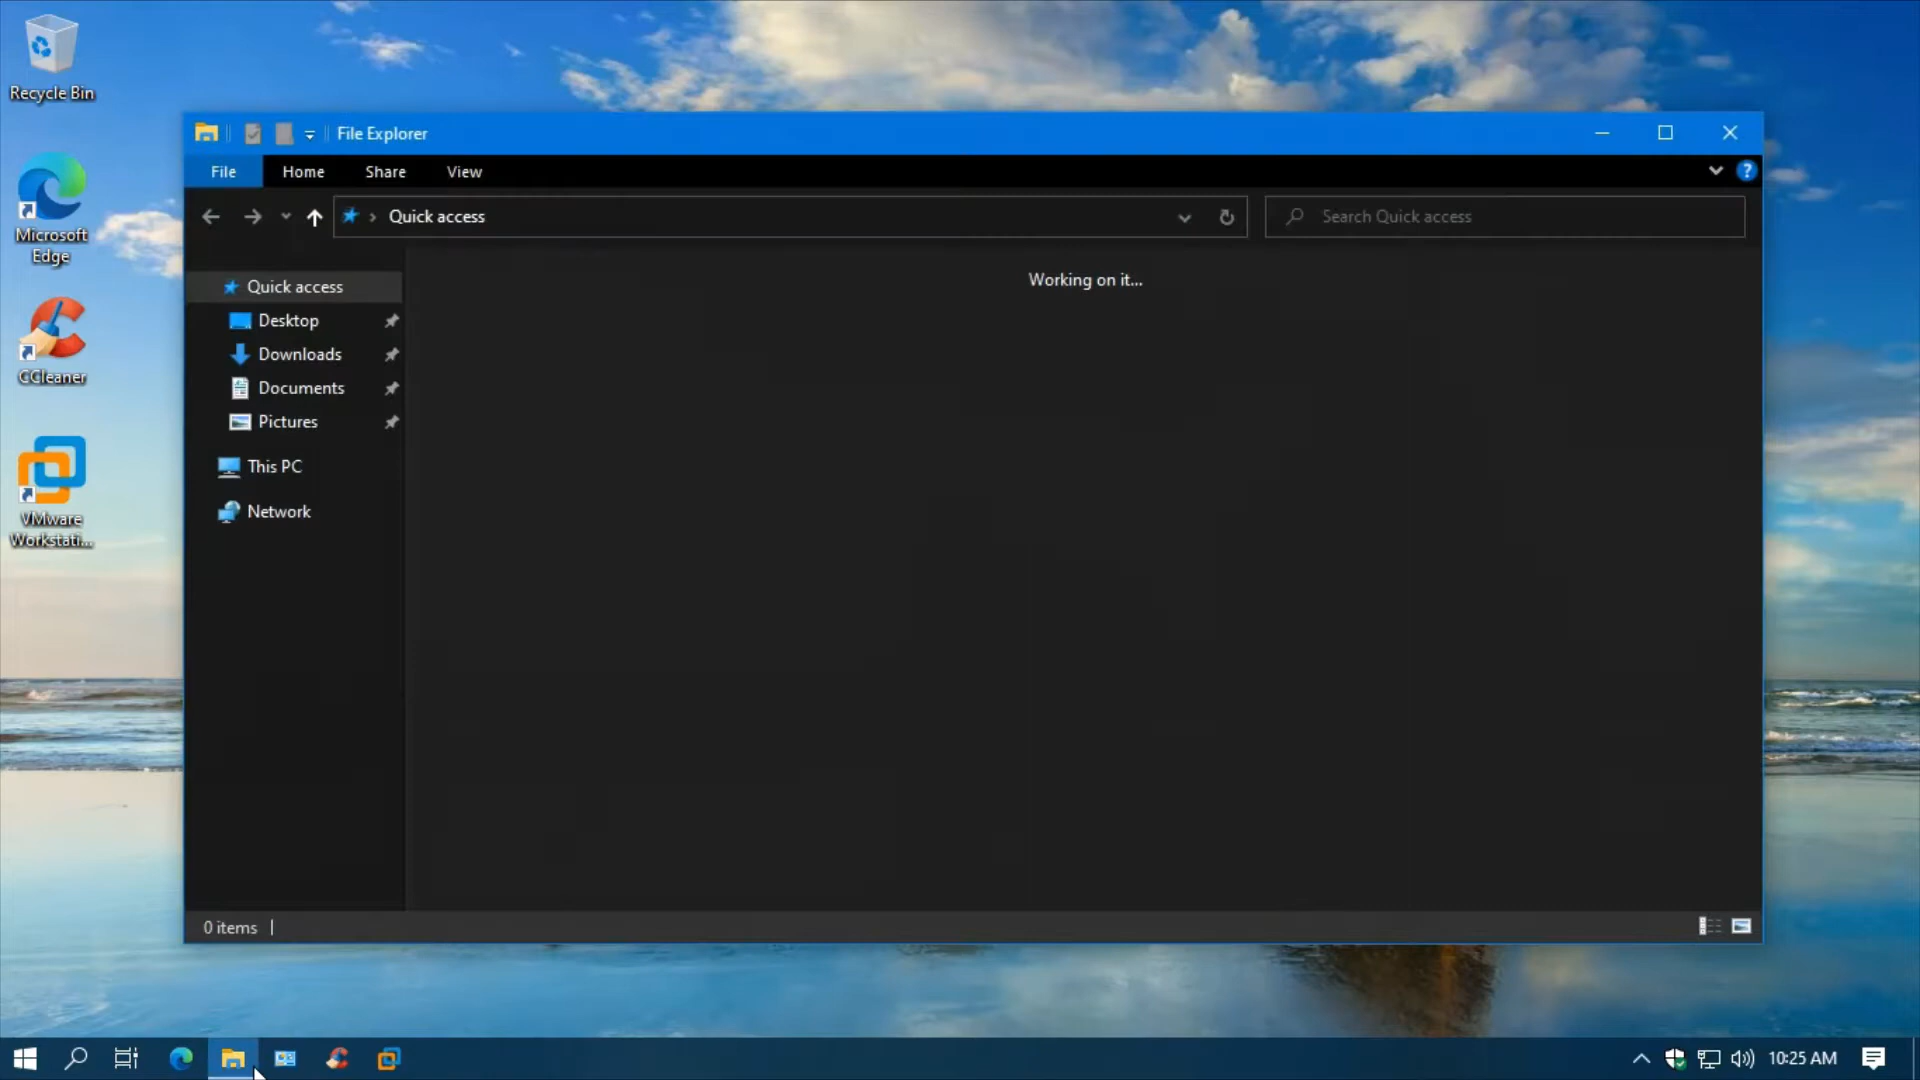 Recycle Bin
Microsoft
Edge
CCleaner
VMware
Workstati...
File Explorer
File Home Share View
?
Quick access
Search Quick access
Quick access
Desktop
Downloads
Documents
Pictures
This PC
Network
Working on it...
0 items
10:25 AM